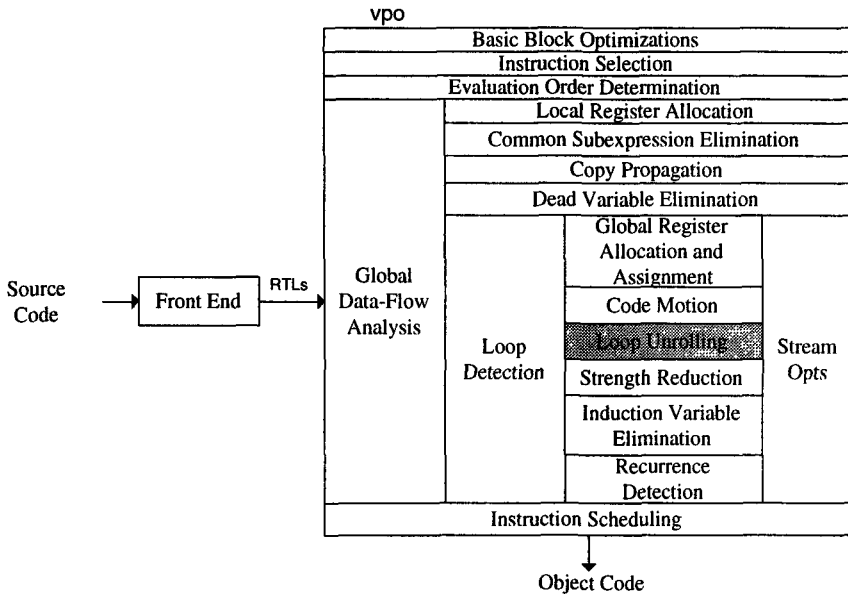 vpo
Basic Block Optimizations
Instruction Selection
Evaluation Order Determination
Local Register Allocation
Common Subexpression Elimination
Copy Propagation
Dead Variable Elimination
Source
Code
Front End
RTLs
Global
Data-Flow
Analysis
Loop
Detection
Global Register
Allocation and
Assignment
Code Motion
Loop Unrolling
Strength Reduction
Induction Variable
Elimination
Recurrence
Detection
Stream
Opts
Instruction Scheduling
Object Code